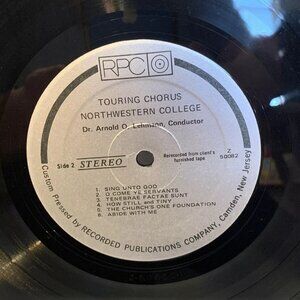 RPC
TOURING CHORUS
NORTHWESTERN COLLEGE
Dr. Arnold O. Lehmann, Conductor
Side 2 STEREO
Rerecorded from client's
furnished tape
Z
50082
1. SING UNTO GOD
2. O COME YE SERVANTS
3. TENEBRAE FACTAE SUNT
4. HOW STILL and TINY
5. THE CHURCH'S ONE FOUNDATION
6. ABIDE WITH ME
Custom Pressed by RECORDED PUBLICATIONS COMPANY, Camden, New Jersey